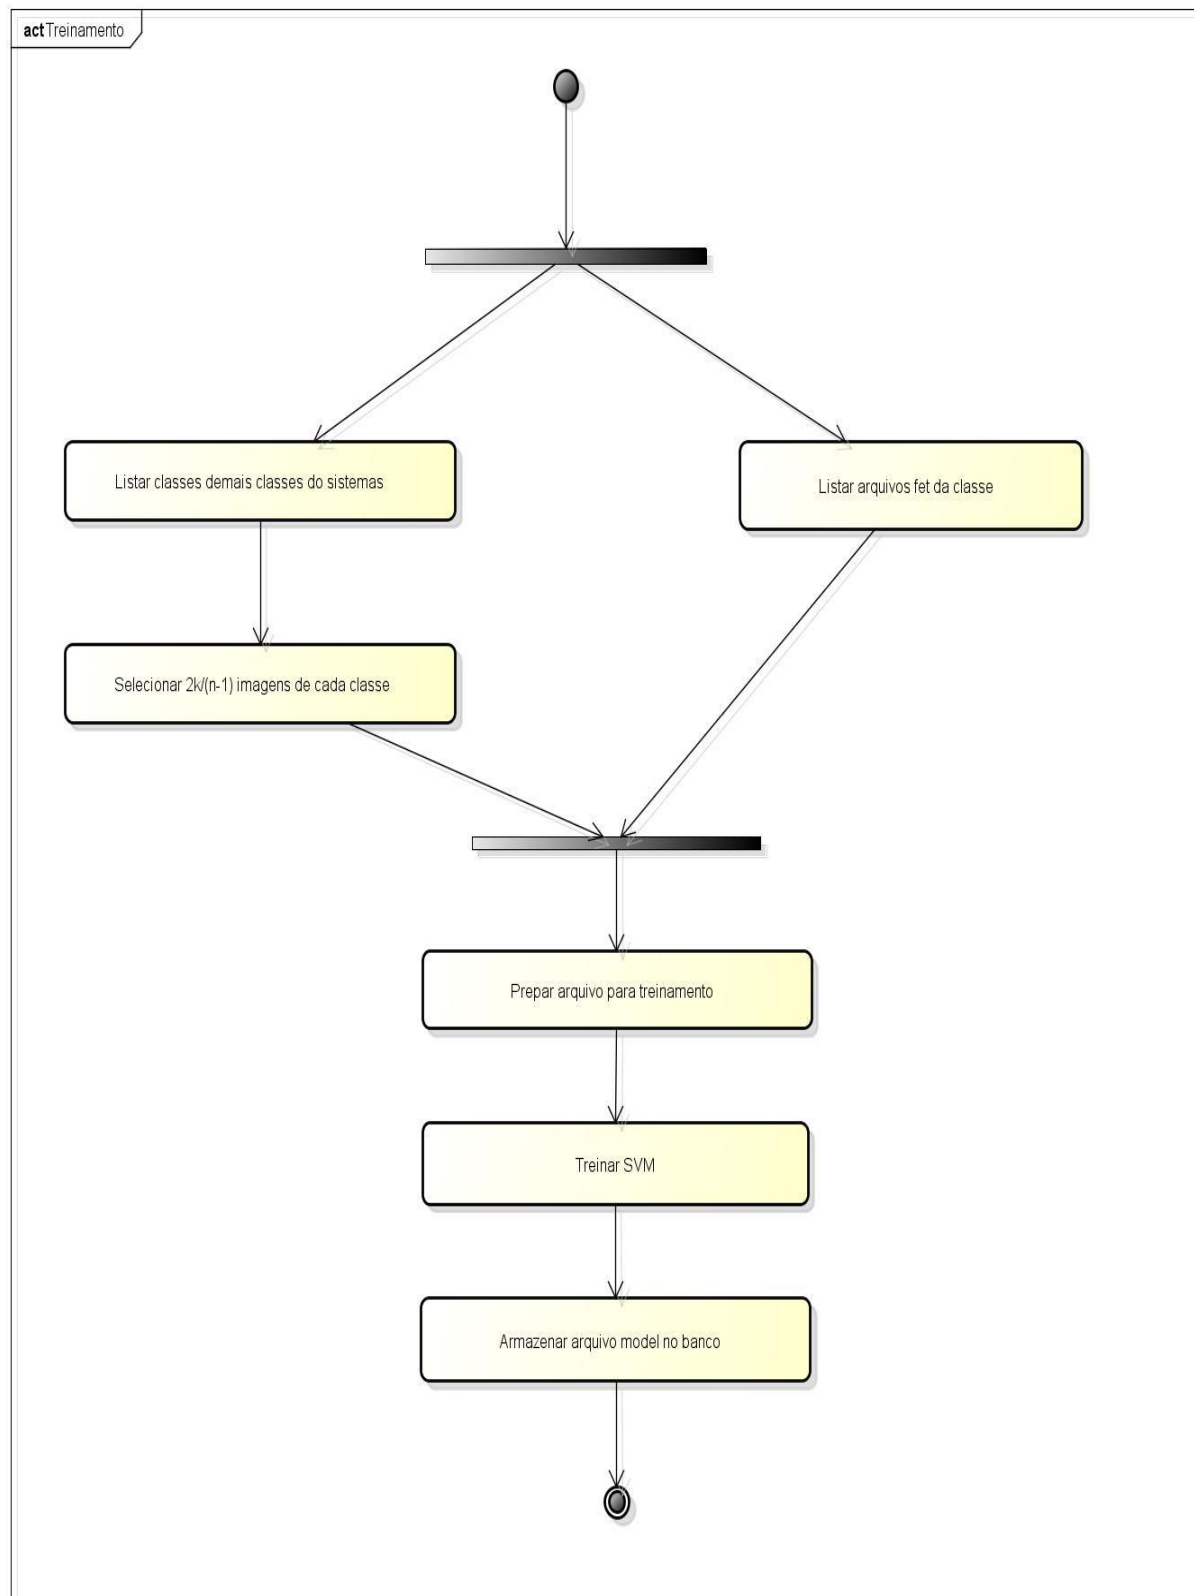 act Treinamento
Listar classes demais classes do sistemas
Listar arquivos fet da classe
Selecionar 2k/(n-1) imagens de cada classe
Prepar arquivo para treinamento
Treinar SVM
Armazenar arquivo model no banco